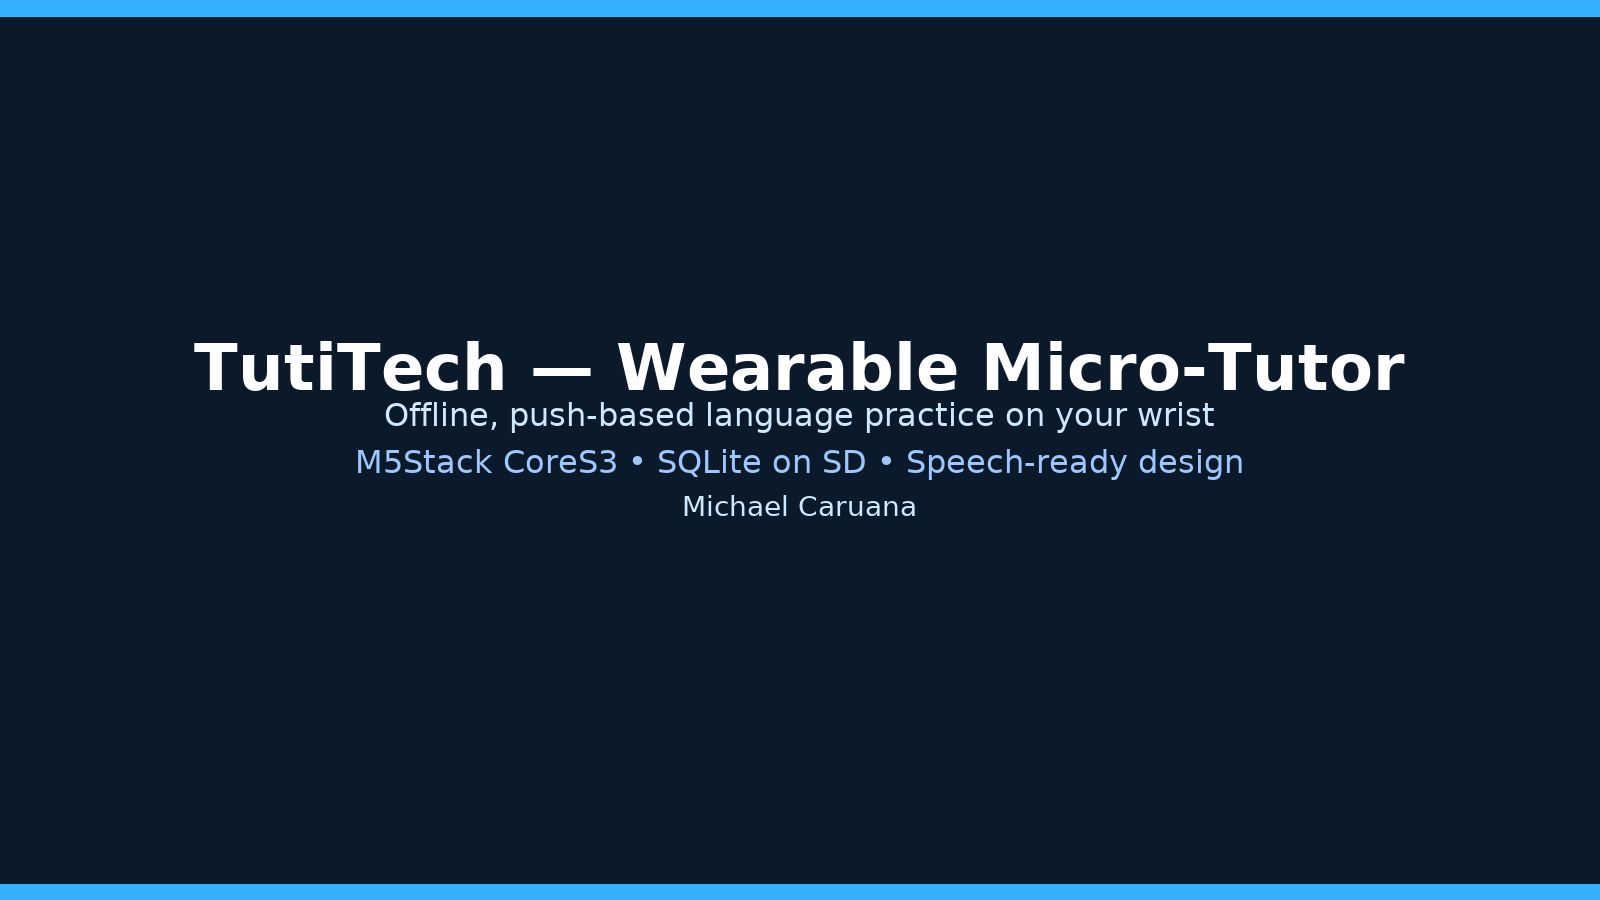 TutiTech — Wearable Micro-Tutor
Offline, push-based language practice on your wrist
M5Stack CoreS3 • SQLite on SD • Speech-ready design
Michael Caruana